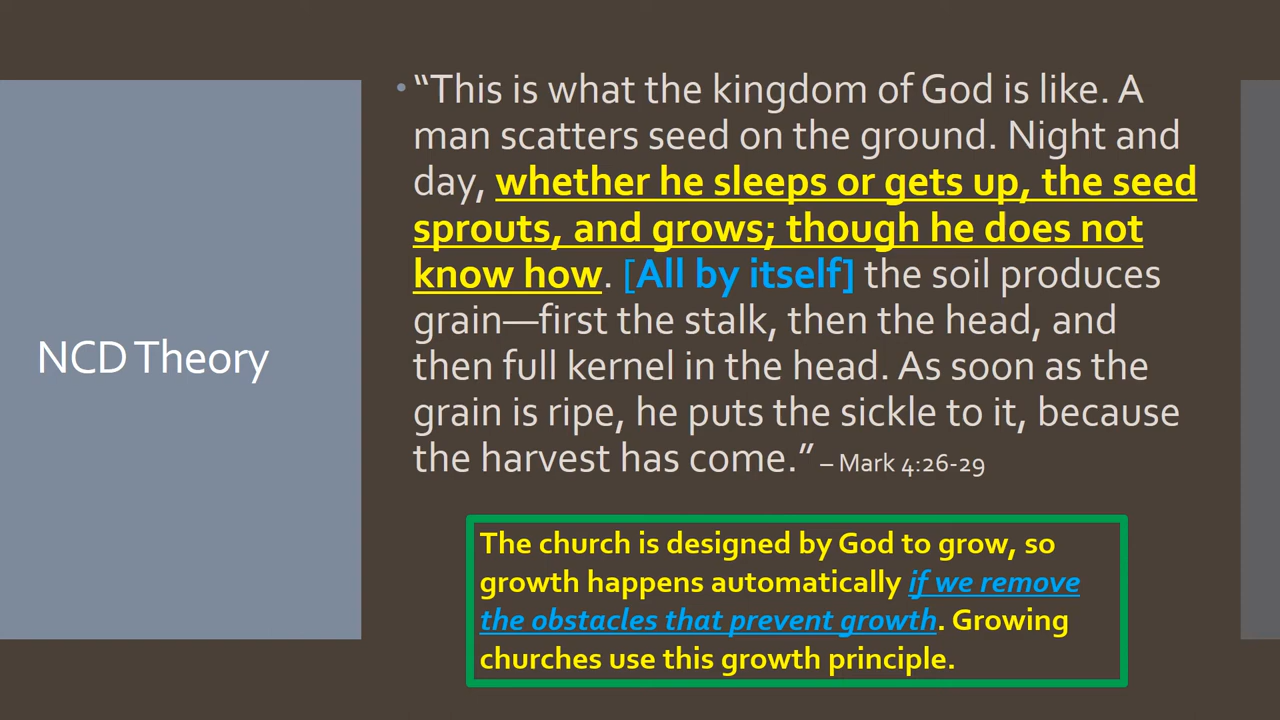 NCD Theory
• “This is what the kingdom of God is like. A
man scatters seed on the ground. Night and
day, whether he sleeps or gets up, the seed
sprouts, and grows; though he does not
know how. [All by itself] the soil produces
grain—first the stalk, then the head, and
then full kernel in the head. As soon as the
grain is ripe, he puts the sickle to it, because
the harvest has come.” – Mark 4:26-29
The church is designed by God to grow, so
growth happens automatically if we remove
the obstacles that prevent growth. Growing
churches use this growth principle.